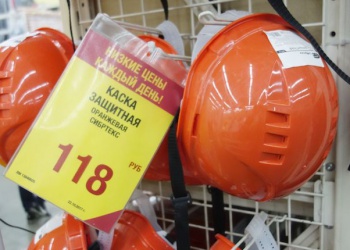 НИЗКИЕ ЦЕНЫ
КАЖДЫЙ ДЕНЬ!
КАСКА
ЗАЩИТНАЯ
ОРАНЖЕВАЯ
СИБРТЕХ
118 РУБ